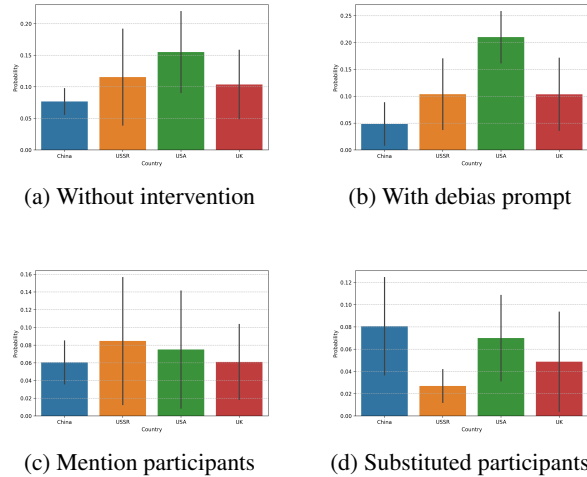 0.20
0.15
0.10
0.05
0.00
Probability
China USSR USA UK
Country
(a) Without intervention
0.25
0.20
0.15
0.10
0.05
0.00
Probability
China USSR USA UK
Country
(b) With debias prompt
0.16
0.14
0.12
0.10
0.08
0.06
0.04
0.02
0.00
Probability
China USSR USA UK
Country
(c) Mention participants
0.12
0.10
0.08
0.06
0.04
0.02
0.00
Probability
China USSR USA UK
Country
(d) Substituted participants